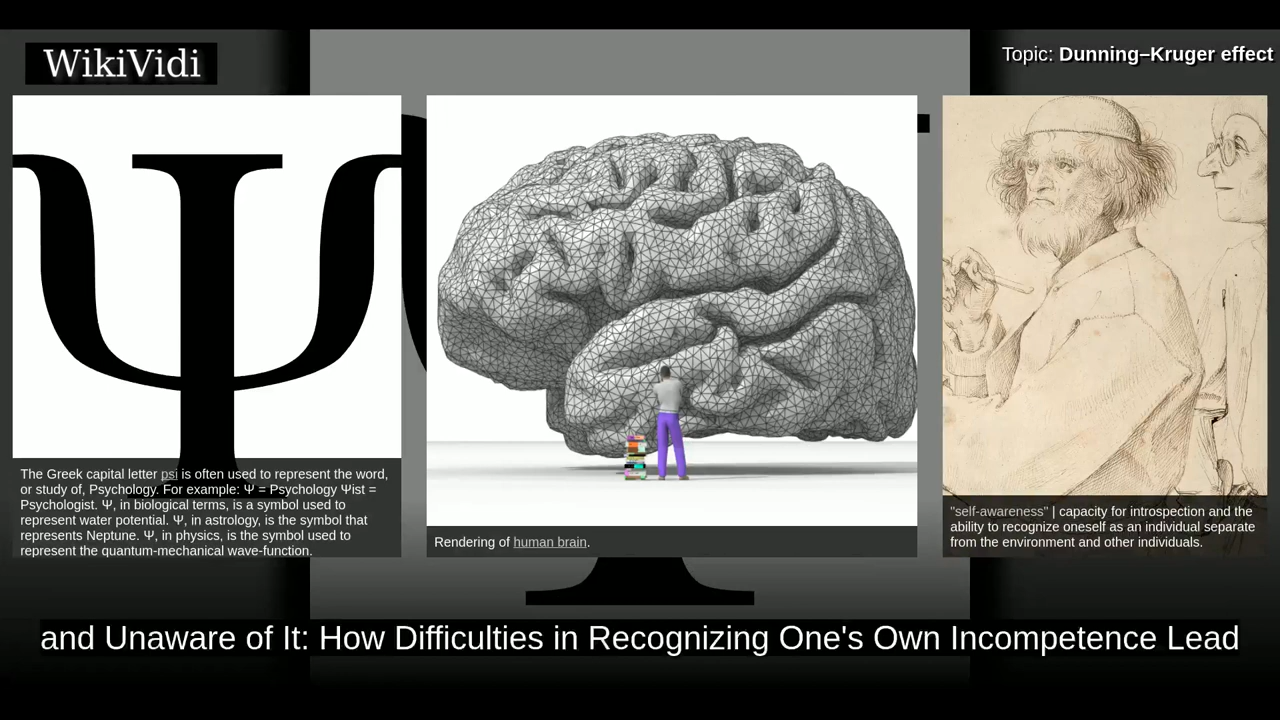 WikiVidi
Topic: Dunning–Kruger effect
Ψ
The Greek capital letter psi is often used to represent the word,
or study of, Psychology. For example: Ψ = Psychology Ψist =
Psychologist. Ψ, in biological terms, is a symbol used to
represent water potential. Ψ, in astrology, is the symbol that
represents Neptune. Ψ, in physics, is the symbol used to
represent the quantum-mechanical wave-function.
Rendering of human brain.
"self-awareness" | capacity for introspection and the
ability to recognize oneself as an individual separate
from the environment and other individuals.
and Unaware of It: How Difficulties in Recognizing One's Own Incompetence Lead